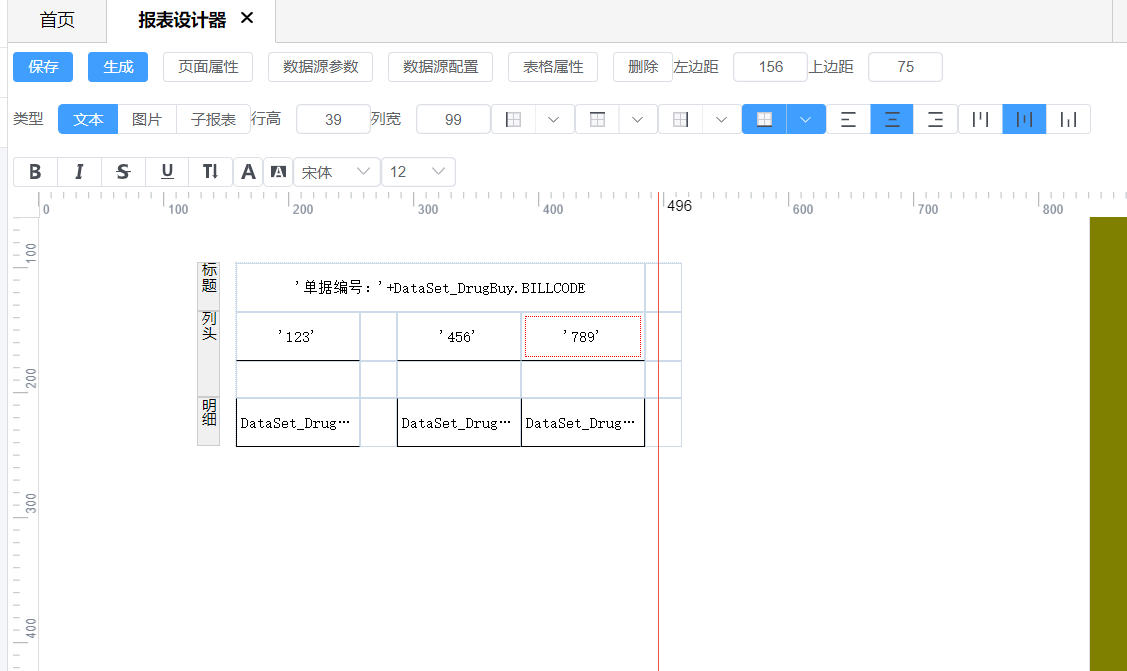 首页 报表设计器 ×
保存 生成 页面属性 数据源参数 数据源配置 表格属性 删除 左边距 156 上边距 75
类型 文本 图片 子报表 行高 39 列宽 99
B I S U T A A 宋体 12
0 100 200 300 400 496 600 700 800
100
标题 '单据编号：'+DataSet_DrugBuy.BILLCODE
列头 '123' '456' '789'
200
明细 DataSet_Drug… DataSet_Drug… DataSet_Drug…
300
400